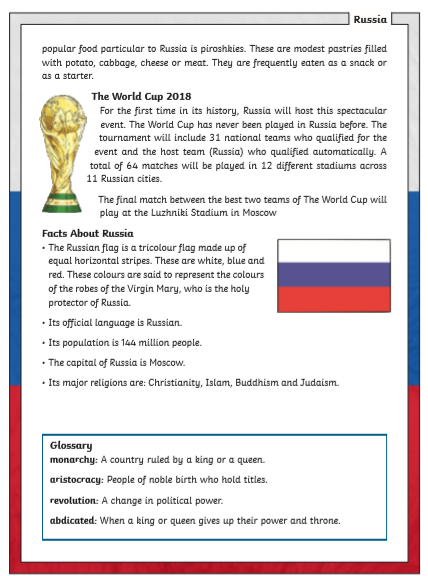 Russia
popular food particular to Russia is piroshkies. These are modest pastries filled
with potato, cabbage, cheese or meat. They are frequently eaten as a snack or
as a starter.
The World Cup 2018
For the first time in its history, Russia will host this spectacular
event. The World Cup has never been played in Russia before. The
tournament will include 31 national teams who qualified for the
event and the host team (Russia) who qualified automatically. A
total of 64 matches will be played in 12 different stadiums across
11 Russian cities.
The final match between the best two teams of The World Cup will
play at the Luzhniki Stadium in Moscow
Facts About Russia
• The Russian flag is a tricolour flag made up of
equal horizontal stripes. These are white, blue and
red. These colours are said to represent the colours
of the robes of the Virgin Mary, who is the holy
protector of Russia.
• Its official language is Russian.
• Its population is 144 million people.
• The capital of Russia is Moscow.
• Its major religions are: Christianity, Islam, Buddhism and Judaism.
Glossary
monarchy: A country ruled by a king or a queen.
aristocracy: People of noble birth who hold titles.
revolution: A change in political power.
abdicated: When a king or queen gives up their power and throne.